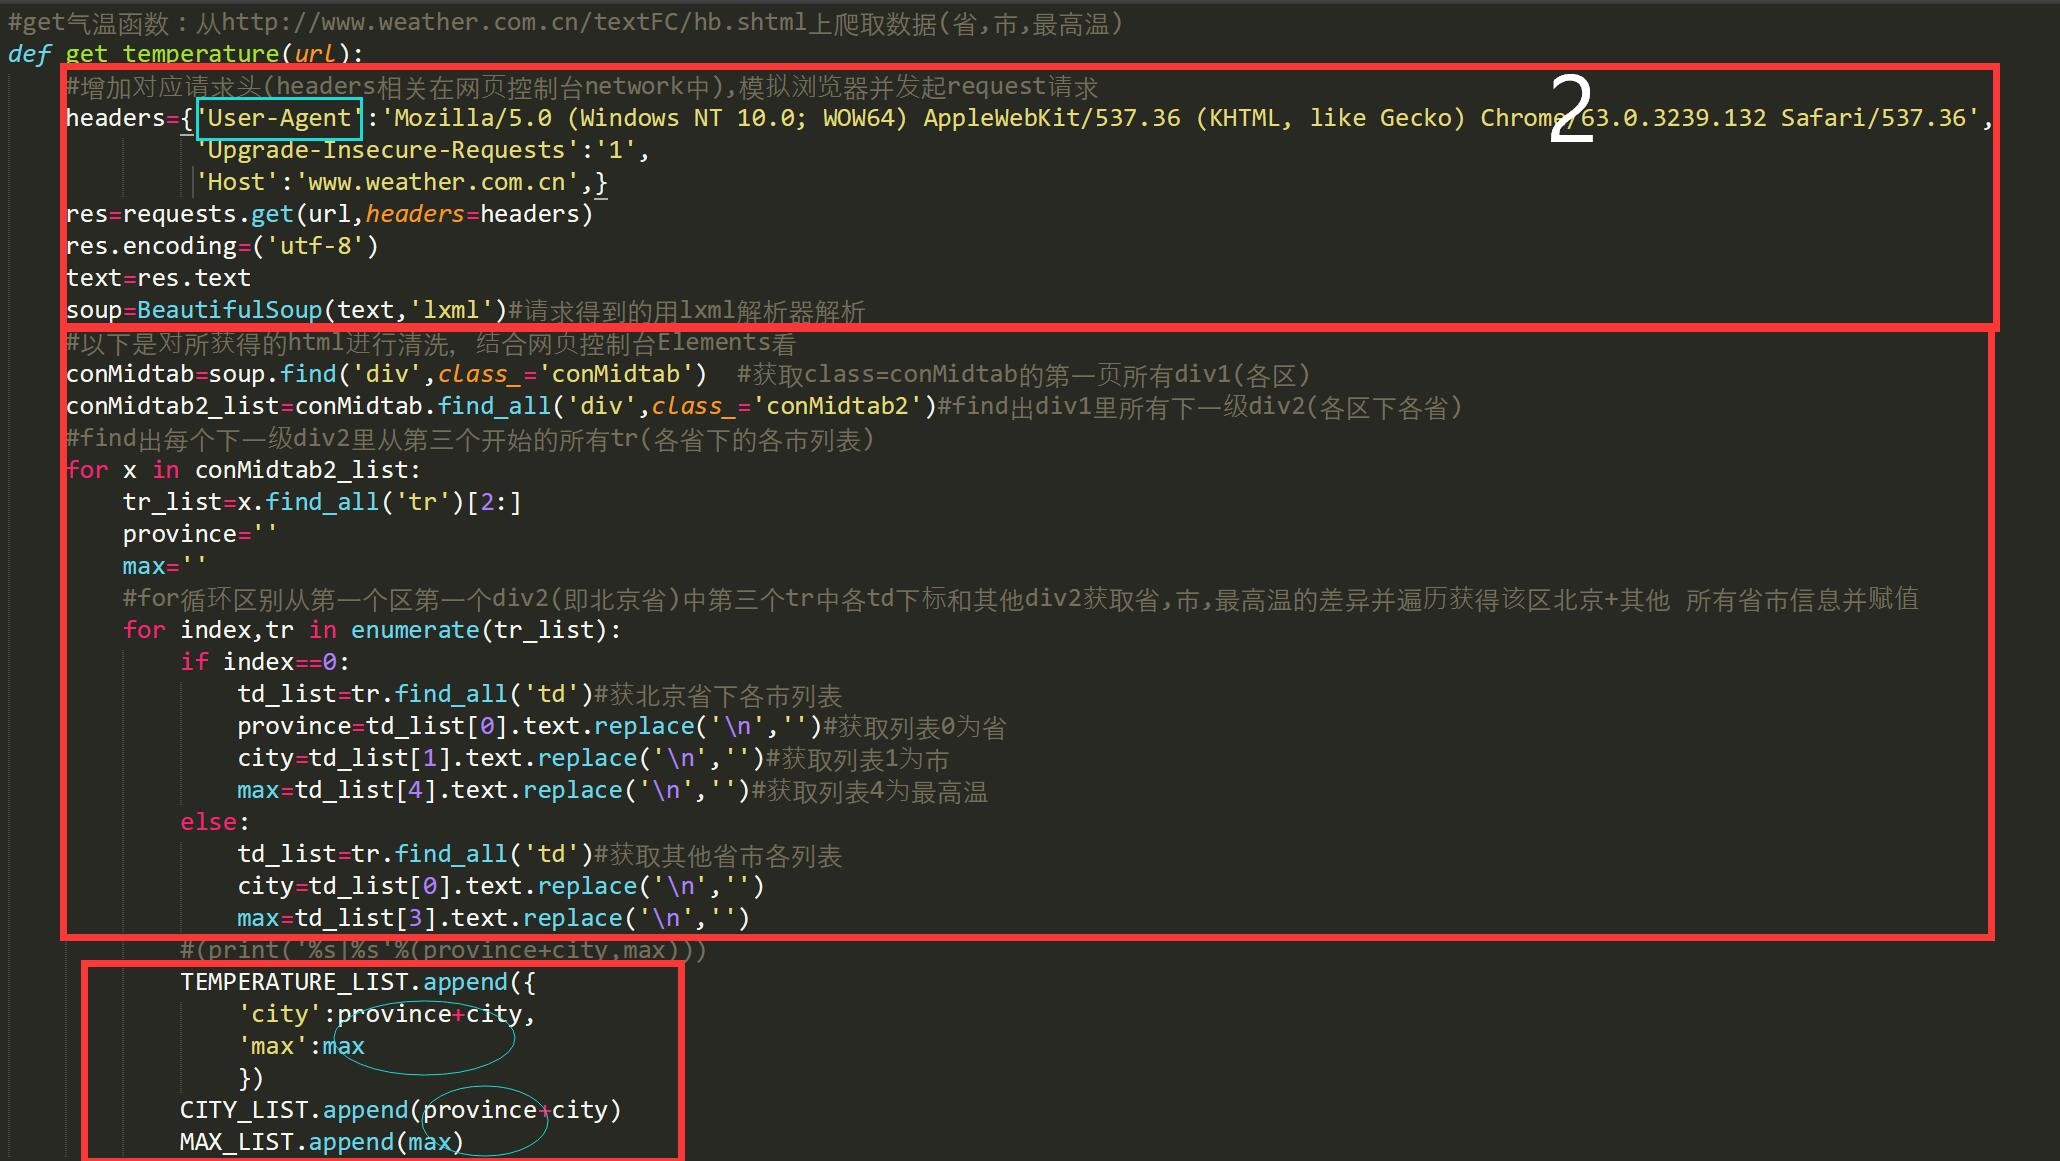 #get气温函数：从http://www.weather.com.cn/textFC/hb.shtml上爬取数据(省,市,最高温)
def get_temperature(url):
#增加对应请求头(headers相关在网页控制台network中),模拟浏览器并发起request请求
2
headers={'User-Agent':'Mozilla/5.0 (Windows NT 10.0; WOW64) AppleWebKit/537.36 (KHTML, like Gecko) Chrome/63.0.3239.132 Safari/537.36',
'Upgrade-Insecure-Requests':'1',
'Host':'www.weather.com.cn',}
res=requests.get(url,headers=headers)
res.encoding=('utf-8')
text=res.text
soup=BeautifulSoup(text,'lxml')#请求得到的用lxml解析器解析
#以下是对所获得的html进行清洗，结合网页控制台Elements看
conMidtab=soup.find('div',class_='conMidtab')  #获取class=conMidtab的第一页所有div1(各区)
conMidtab2_list=conMidtab.find_all('div',class_='conMidtab2')#find出div1里所有下一级div2(各区下各省)
#find出每个下一级div2里从第三个开始的所有tr(各省下的各市列表)
for x in conMidtab2_list:
tr_list=x.find_all('tr')[2:]
province=''
max=''
#for循环区别从第一个区第一个div2(即北京省)中第三个tr中各td下标和其他div2获取省,市,最高温的差异并遍历获得该区北京+其他 所有省市信息并赋值
for index,tr in enumerate(tr_list):
if index==0:
td_list=tr.find_all('td')#获北京省下各市列表
province=td_list[0].text.replace('\n','')#获取列表0为省
city=td_list[1].text.replace('\n','')#获取列表1为市
max=td_list[4].text.replace('\n','')#获取列表4为最高温
else:
td_list=tr.find_all('td')#获取其他省市各列表
city=td_list[0].text.replace('\n','')
max=td_list[3].text.replace('\n','')
#(print('%s|%s'%(province+city,max)))
TEMPERATURE_LIST.append({
'city':province+city,
'max':max
})
CITY_LIST.append(province+city)
MAX_LIST.append(max)